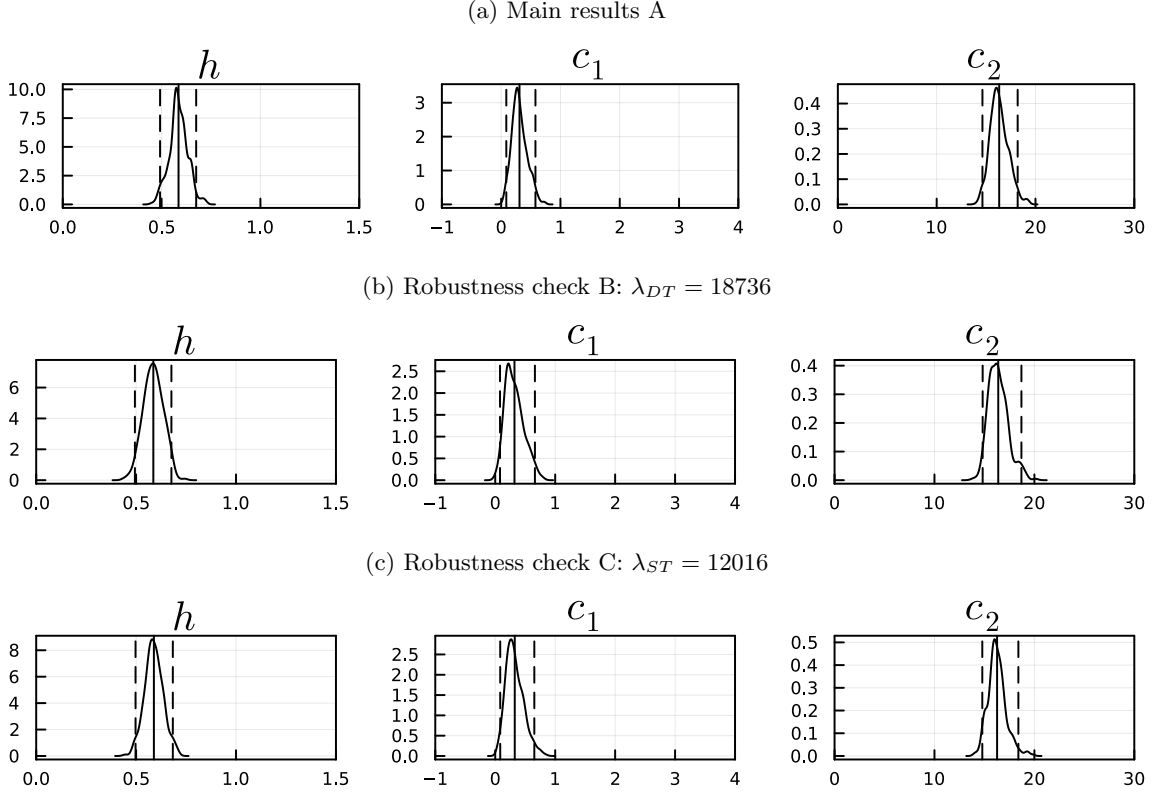 (a) Main results A
h c₁ c₂
10.0 7.5 5.0 2.5 0.0
0.0 0.5 1.0 1.5
3 2 1 0
−1 0 1 2 3 4
0.4 0.3 0.2 0.1 0.0
0 10 20 30
(b) Robustness check B: λ_DT = 18736
h c₁ c₂
6 4 2 0
0.0 0.5 1.0 1.5
2.5 2.0 1.5 1.0 0.5 0.0
−1 0 1 2 3 4
0.4 0.3 0.2 0.1 0.0
0 10 20 30
(c) Robustness check C: λ_ST = 12016
h c₁ c₂
8 6 4 2 0
0.0 0.5 1.0 1.5
2.5 2.0 1.5 1.0 0.5 0.0
−1 0 1 2 3 4
0.5 0.4 0.3 0.2 0.1 0.0
0 10 20 30